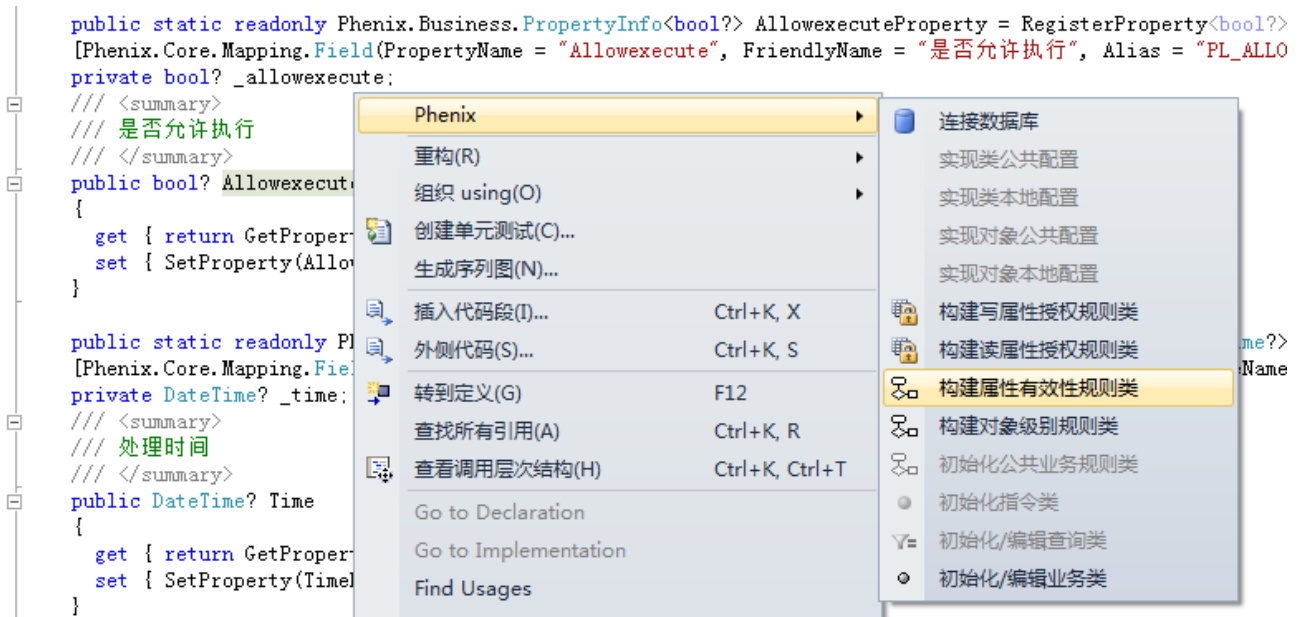 public static readonly Phenix.Business.PropertyInfo<bool?> AllowexecuteProperty = RegisterProperty<bool?>
[Phenix.Core.Mapping.Field(PropertyName = "Allowexecute", FriendlyName = "是否允许执行", Alias = "PL_ALLO
private bool? _allowexecute;
/// <summary>
/// 是否允许执行
/// </summary>
public bool? Allowexecut
{
get { return GetProper
set { SetProperty(Allo
}
public static readonly P
me?>
[Phenix.Core.Mapping.Fie
Name
private DateTime? _time;
/// <summary>
/// 处理时间
/// </summary>
public DateTime? Time
{
get { return GetProper
set { SetProperty(Time
}
Phenix
重构(R)
组织 using(O)
创建单元测试(C)...
生成序列图(N)...
插入代码段(I)... Ctrl+K, X
外侧代码(S)... Ctrl+K, S
转到定义(G) F12
查找所有引用(A) Ctrl+K, R
查看调用层次结构(H) Ctrl+K, Ctrl+T
Go to Declaration
Go to Implementation
Find Usages
连接数据库
实现类公共配置
实现类本地配置
实现对象公共配置
实现对象本地配置
构建写属性授权规则类
构建读属性授权规则类
构建属性有效性规则类
构建对象级别规则类
初始化公共业务规则类
初始化指令类
初始化/编辑查询类
初始化/编辑业务类